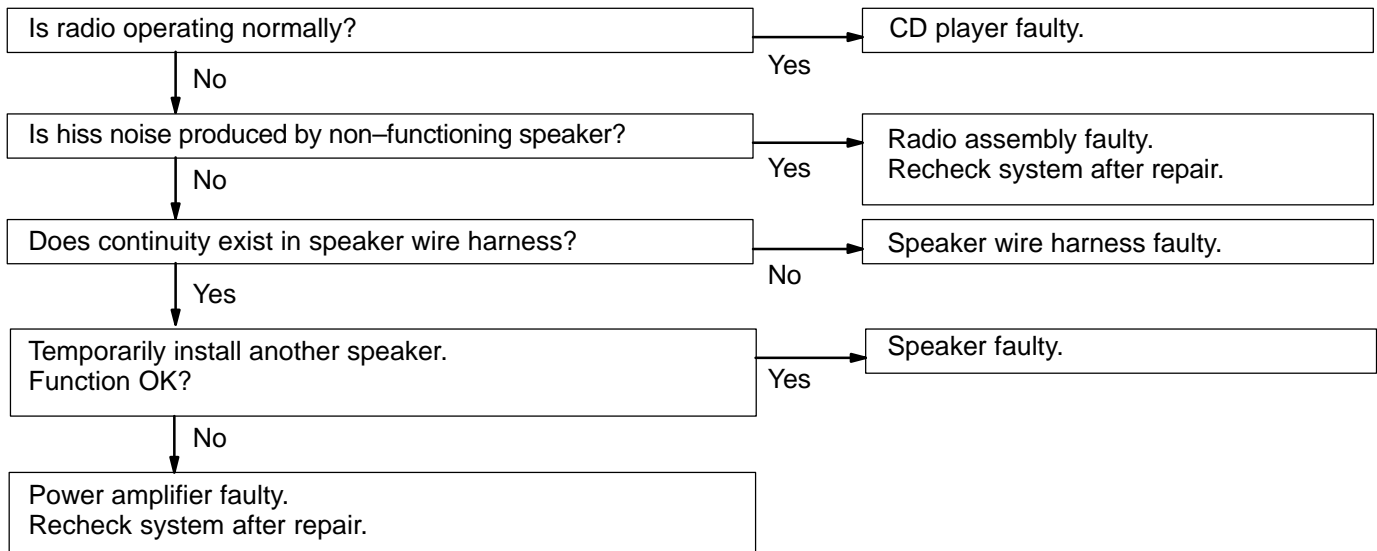 Is radio operating normally?
CD player faulty.
Yes
No
Is hiss noise produced by non–functioning speaker?
Radio assembly faulty.
Recheck system after repair.
Yes
No
Does continuity exist in speaker wire harness?
Speaker wire harness faulty.
No
Yes
Temporarily install another speaker.
Function OK?
Speaker faulty.
Yes
No
Power amplifier faulty.
Recheck system after repair.